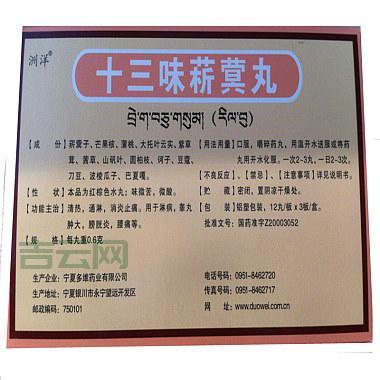 洲洋®
十三味菥蓂丸
བྲེ་ག་བཅུ་གསུམ། (རིལ་བུ)
【成 份】菥蓂子、芒果核、蒲桃、大托叶云实、紫草
茸、茜草、山矾叶、圆柏枝、诃子、豆蔻、
刀豆、波棱瓜子、巴夏嘎。
【性 状】本品为红棕色水丸；味微苦，微酸。
【功能主治】清热，通淋，消炎止痛。用于淋病，睾丸
肿大，膀胱炎，腰痛等。
【规 格】每丸重0.6克
【用法用量】口服，嚼碎药丸，用温开水送服或将药
丸用开水化服。一次2~3丸，一日2~3次。
【不良反应】、【禁忌】、【注意事项】详见说明书。
【贮 藏】密闭，置阴凉干燥处。
【包 装】铝塑包装，12丸/板 x 3板/盒。
批准文号：国药准字Z20003052
生产企业：宁夏多维药业有限公司
生产地址：宁夏银川市永宁望远开发区
邮政编码：750101
电话号码：0951-8462720
传真号码：0951-8462717
网 址：www.duowei.com.cn
吉云网